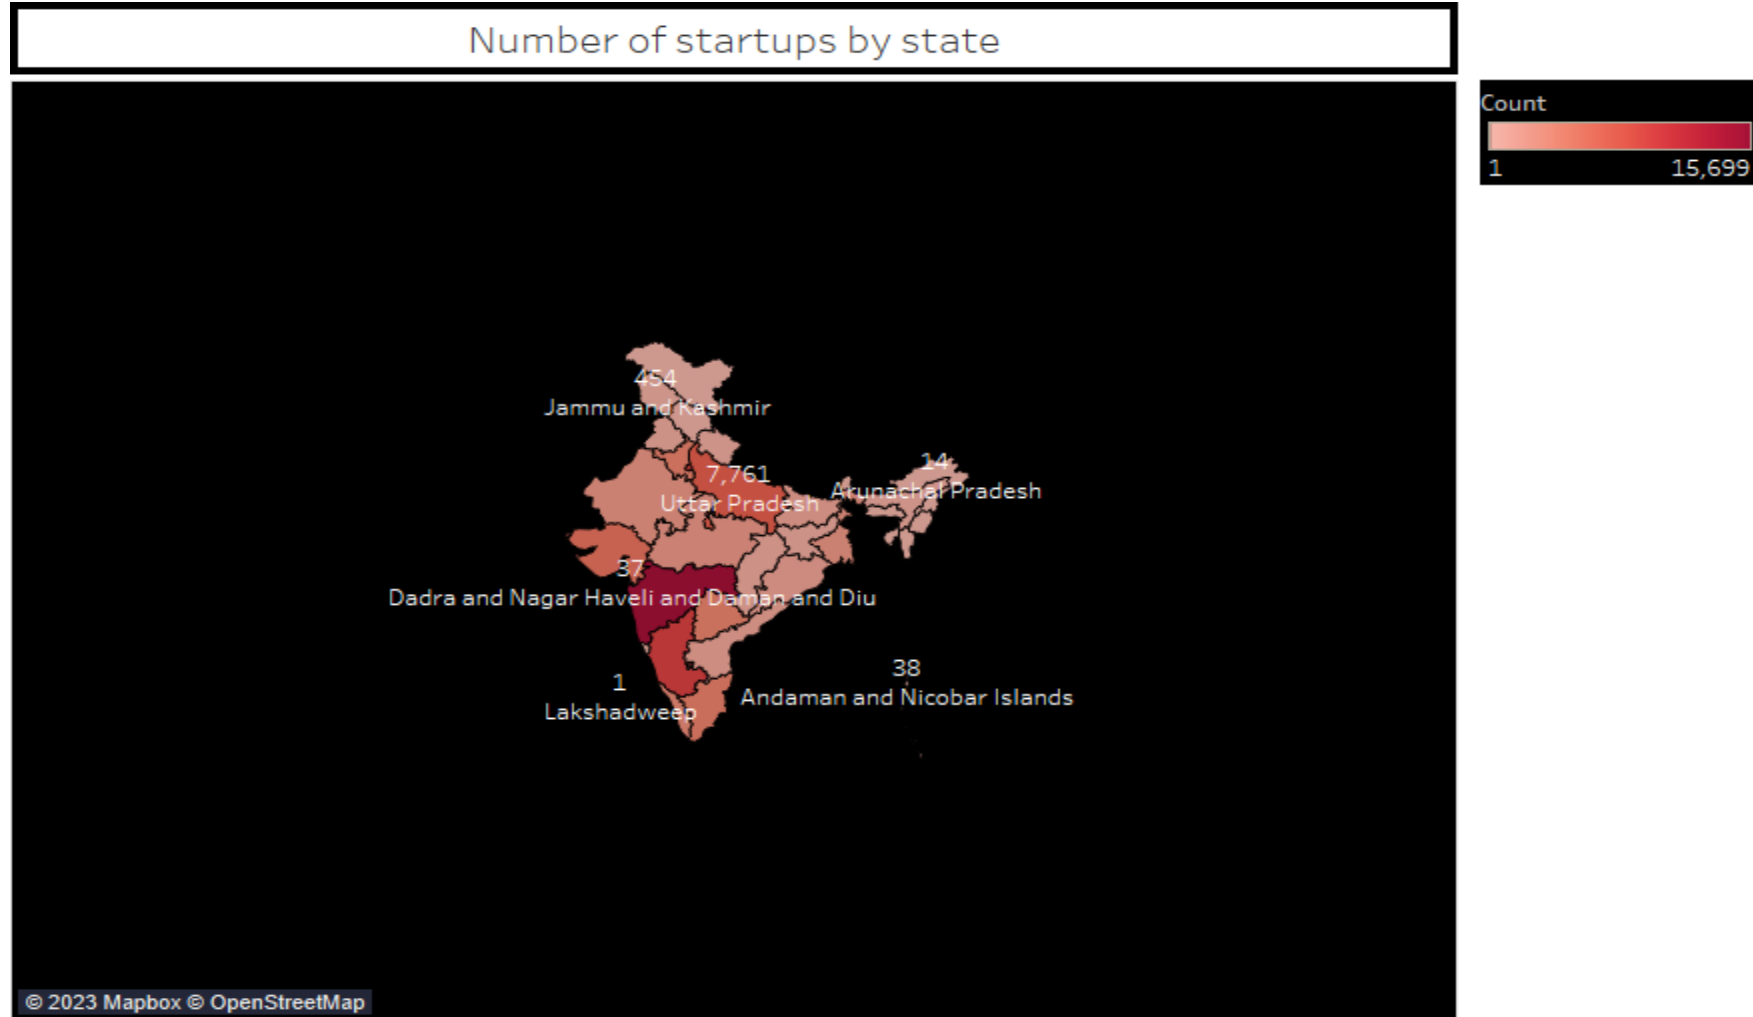 Number of startups by state
Count
1 15,699
454
Jammu and Kashmir
7,761
Uttar Pradesh
14
Arunachal Pradesh
37
Dadra and Nagar Haveli and Daman and Diu
1
Lakshadweep
38
Andaman and Nicobar Islands
© 2023 Mapbox © OpenStreetMap